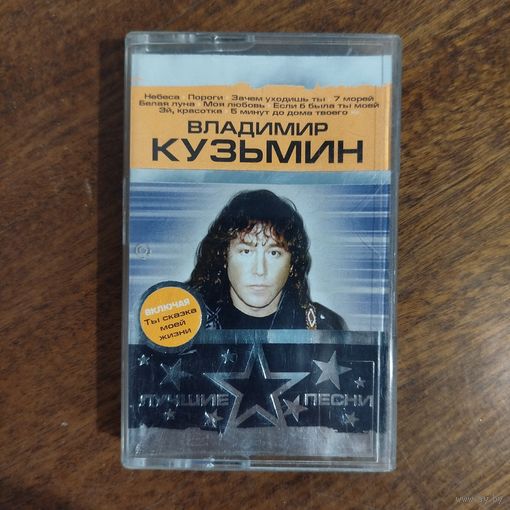 Небеса Пороги Зачем уходишь ты 7 морей
Белая луна Моя любовь Если б была ты моей
Эй, красотка 5 минут до дома твоего
ВЛАДИМИР
КУЗЬМИН
ВКЛЮЧАЯ
Ты сказка
моей
жизни
ЛУЧШИЕ ПЕСНИ